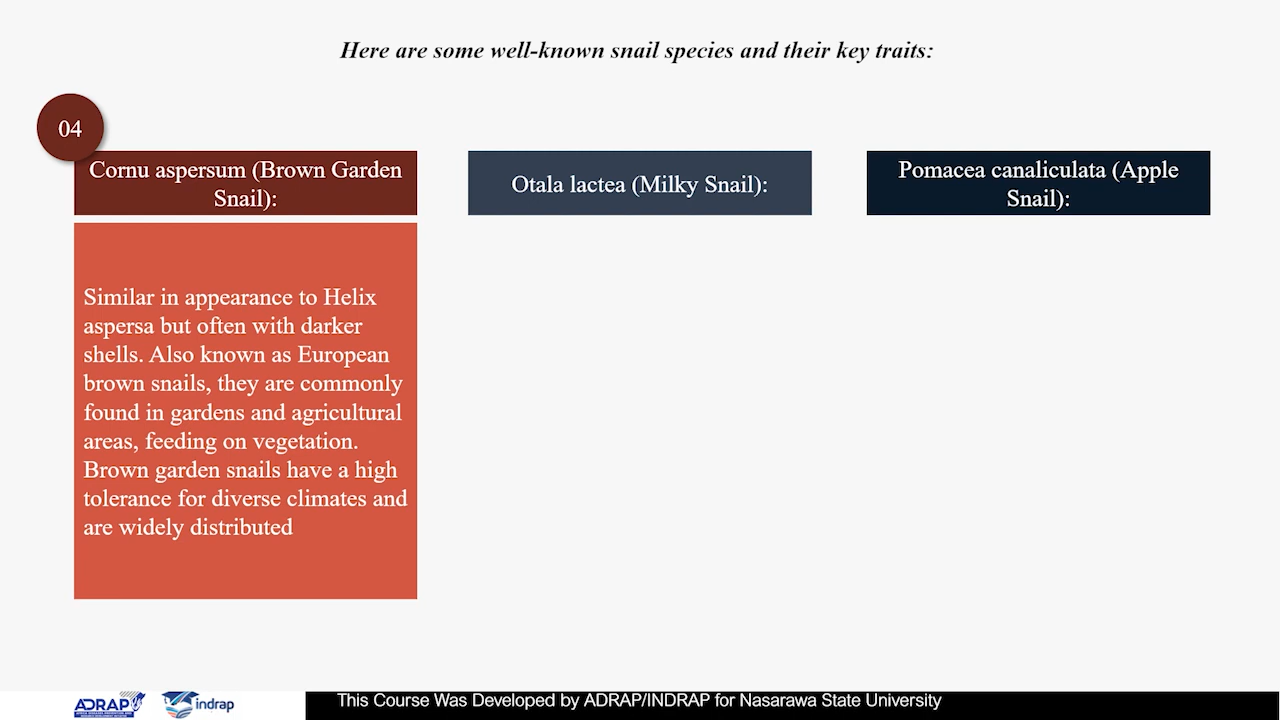 Here are some well-known snail species and their key traits:
04
Cornu aspersum (Brown Garden
Snail):
Similar in appearance to Helix
aspersa but often with darker
shells. Also known as European
brown snails, they are commonly
found in gardens and agricultural
areas, feeding on vegetation.
Brown garden snails have a high
tolerance for diverse climates and
are widely distributed
Otala lactea (Milky Snail):
Pomacea canaliculata (Apple
Snail):
ADRAP
indrap
This Course Was Developed by ADRAP/INDRAP for Nasarawa State University